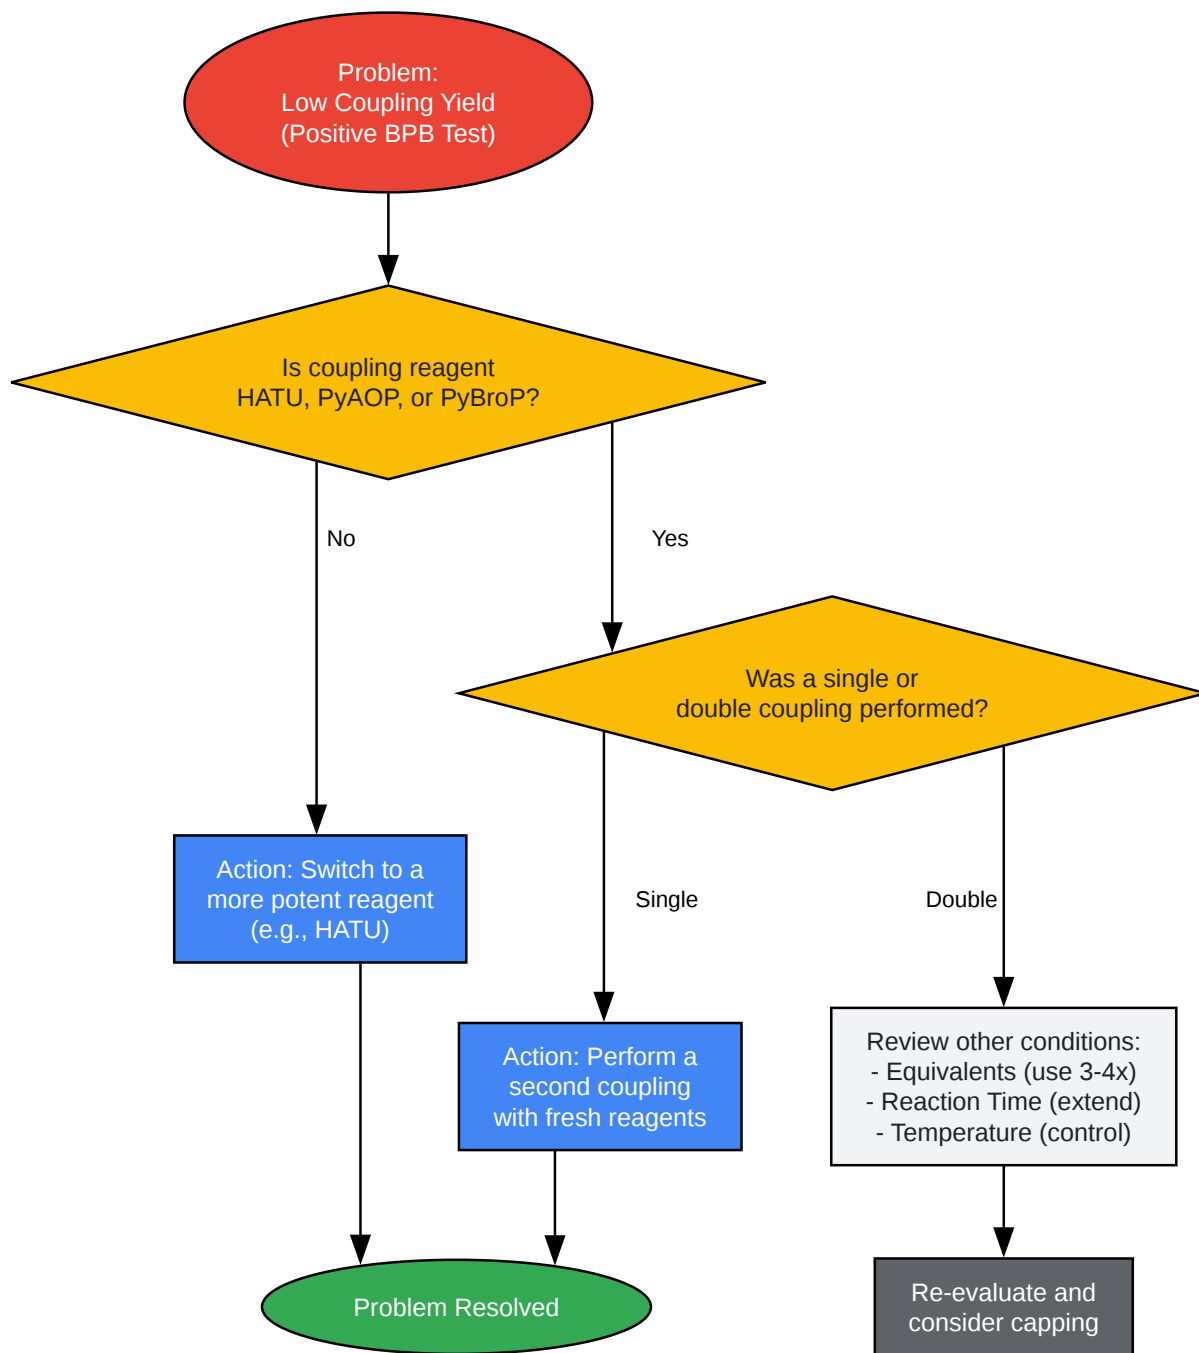 Problem:
Low Coupling Yield
(Positive BPB Test)
Is coupling reagent
HATU, PyAOP, or PyBroP?
No
Yes
Was a single or
double coupling performed?
Action: Switch to a
more potent reagent
(e.g., HATU)
Single
Double
Action: Perform a
second coupling
with fresh reagents
Review other conditions:
- Equivalents (use 3-4x)
- Reaction Time (extend)
- Temperature (control)
Problem Resolved
Re-evaluate and
consider capping